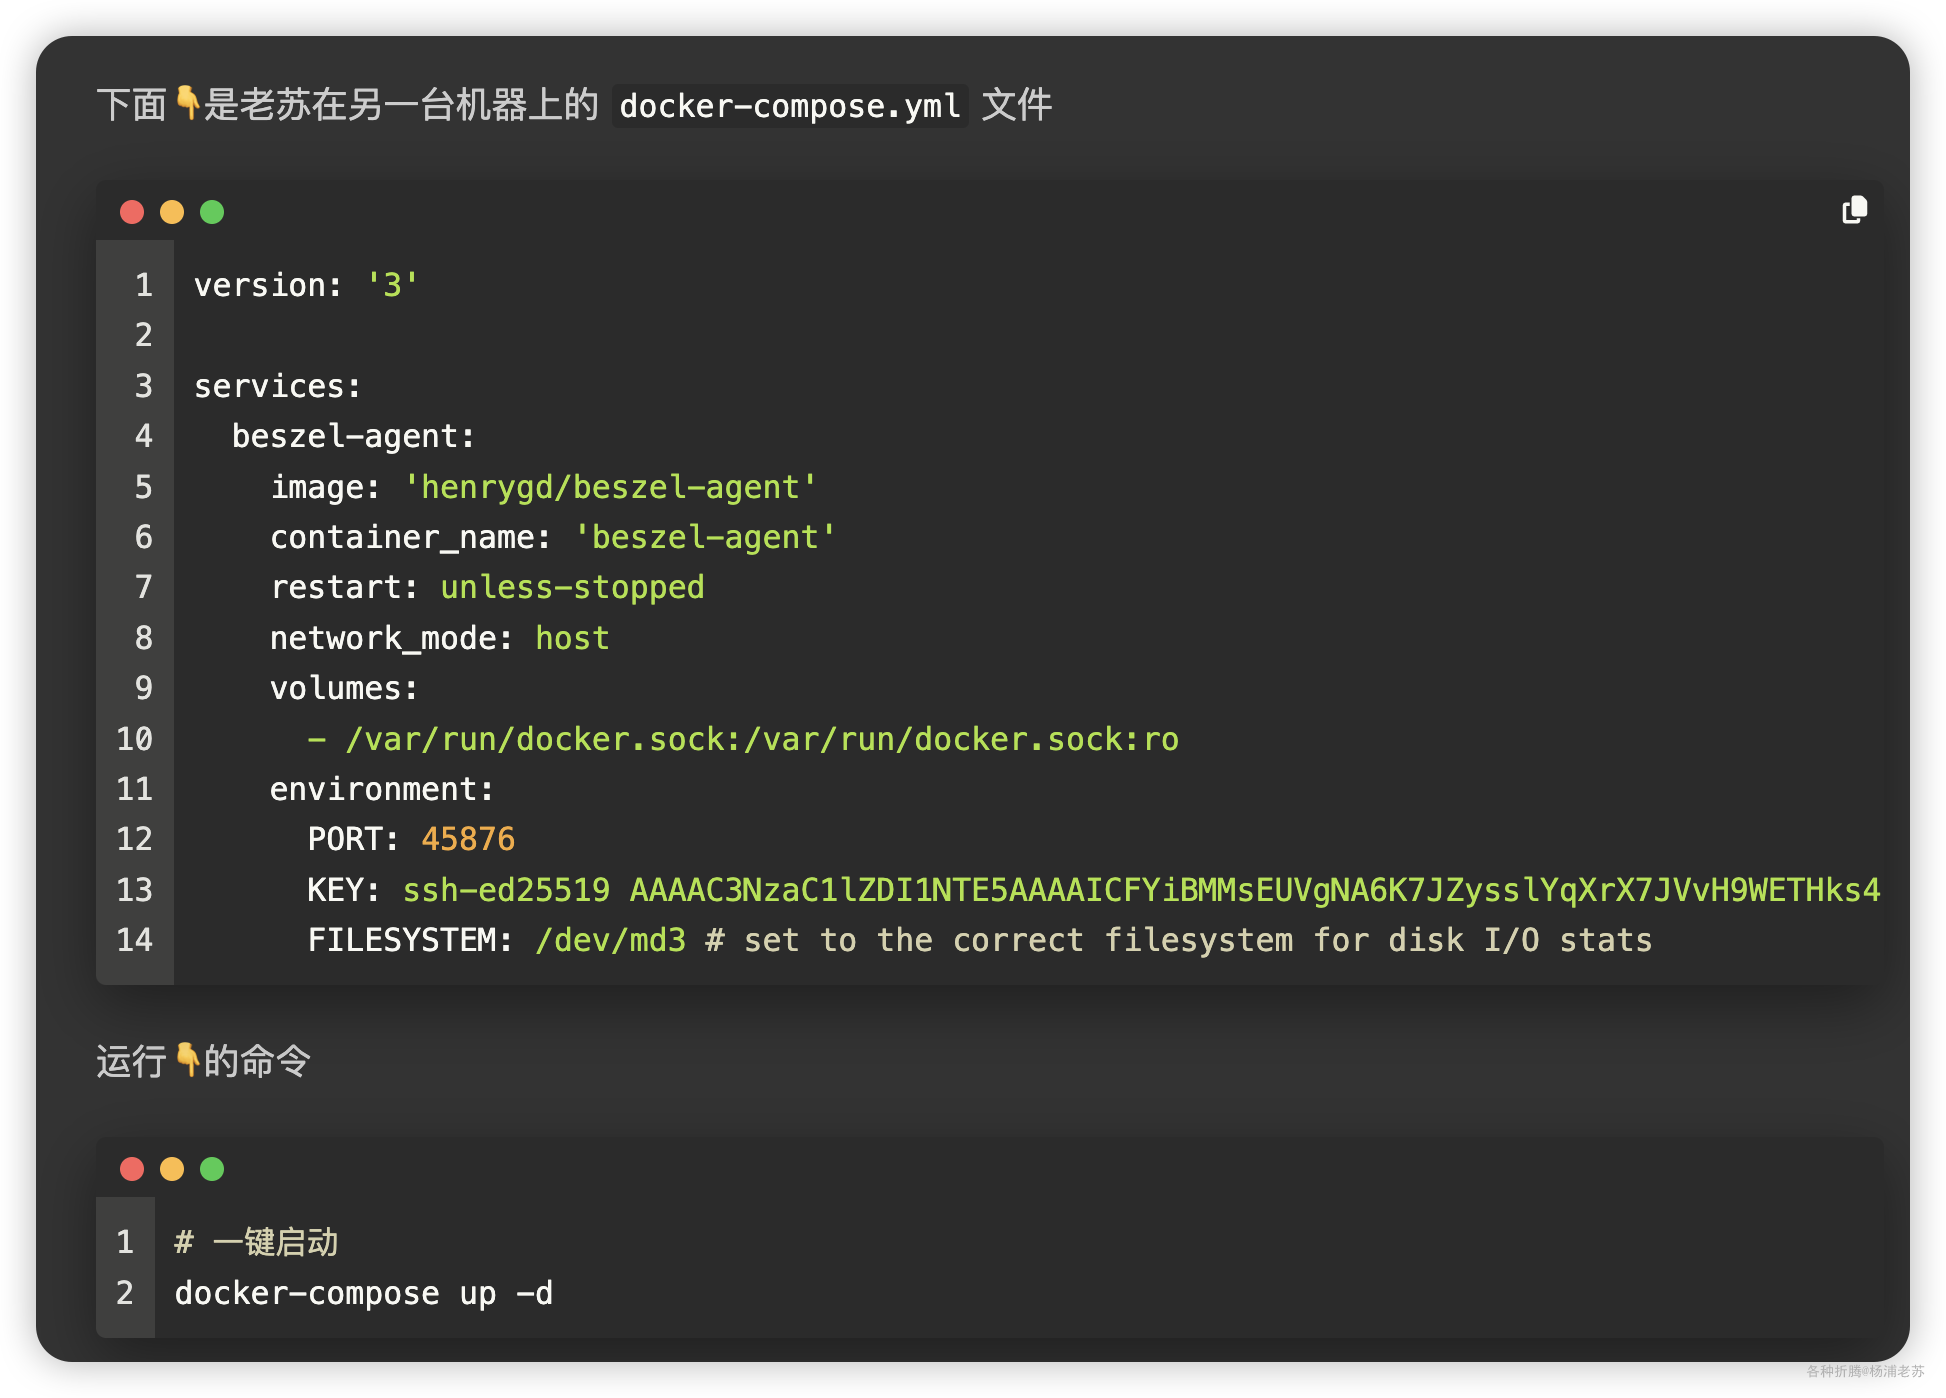 下面👇是老苏在另一台机器上的 docker-compose.yml 文件
1 version: '3'
2
3 services:
4   beszel-agent:
5     image: 'henrygd/beszel-agent'
6     container_name: 'beszel-agent'
7     restart: unless-stopped
8     network_mode: host
9     volumes:
10       - /var/run/docker.sock:/var/run/docker.sock:ro
11     environment:
12       PORT: 45876
13       KEY: ssh-ed25519 AAAAC3NzaC1lZDI1NTE5AAAAICFYiBMMsEUVgNA6K7JZysslYqXrX7JVvH9WETHks4
14       FILESYSTEM: /dev/md3 # set to the correct filesystem for disk I/O stats
运行👇的命令
1 # 一键启动
2 docker-compose up -d
各种折腾@杨浦老苏